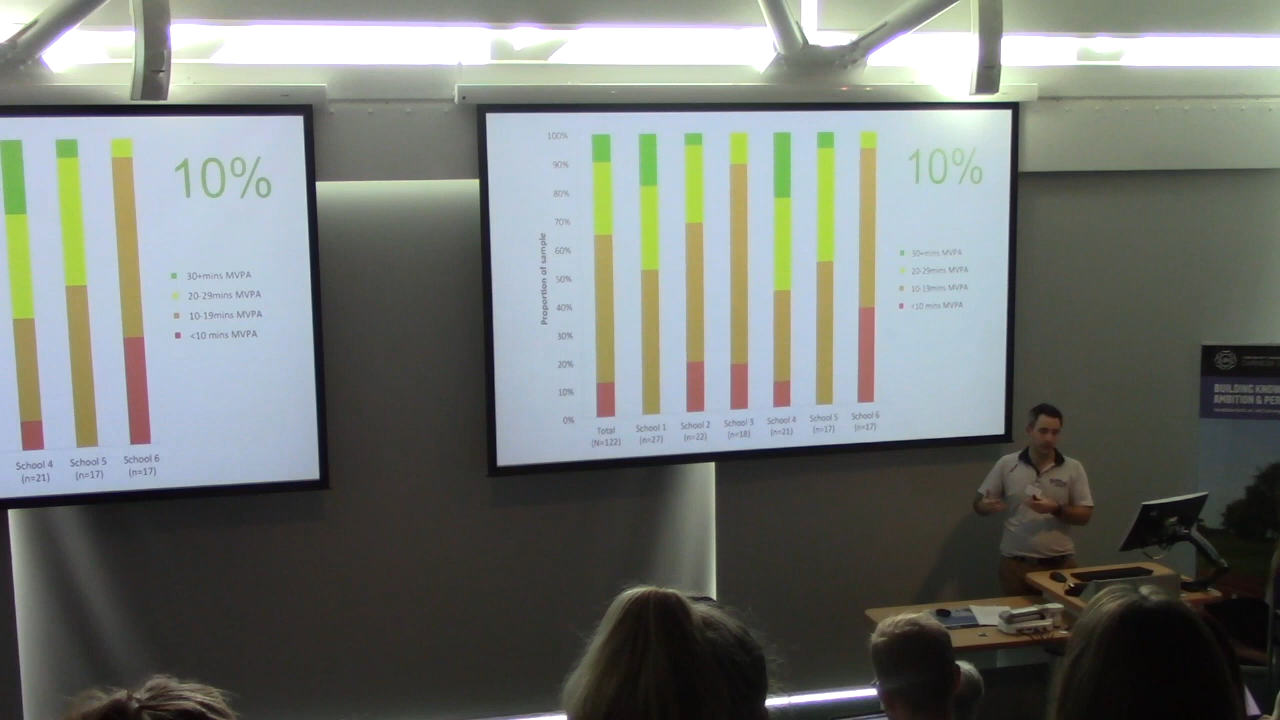 10%
30+mins MVPA
20-29mins MVPA
10-19mins MVPA
<10 mins MVPA
School 4
(n=21)
School 5
(n=17)
School 6
(n=17)
100%
90%
80%
70%
60%
50%
40%
30%
20%
10%
0%
Proportion of sample
Total
(N=122)
School 1
(n=27)
School 2
(n=22)
School 3
(n=18)
School 4
(n=21)
School 5
(n=17)
School 6
(n=17)
10%
30+mins MVPA
20-29mins MVPA
10-19mins MVPA
<10 mins MVPA
BUILDING
AMBITION &